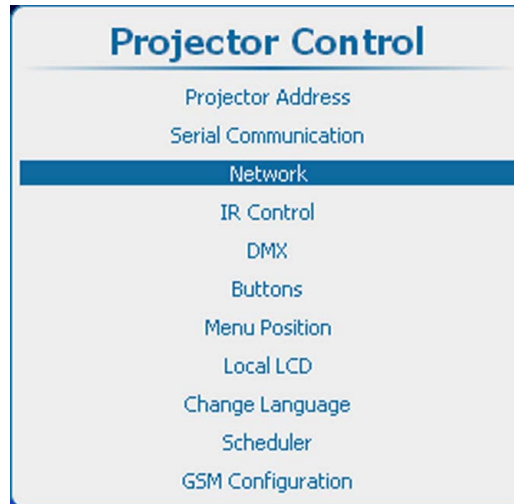 Projector Control
Projector Address
Serial Communication
Network
IR Control
DMX
Buttons
Menu Position
Local LCD
Change Language
Scheduler
GSM Configuration